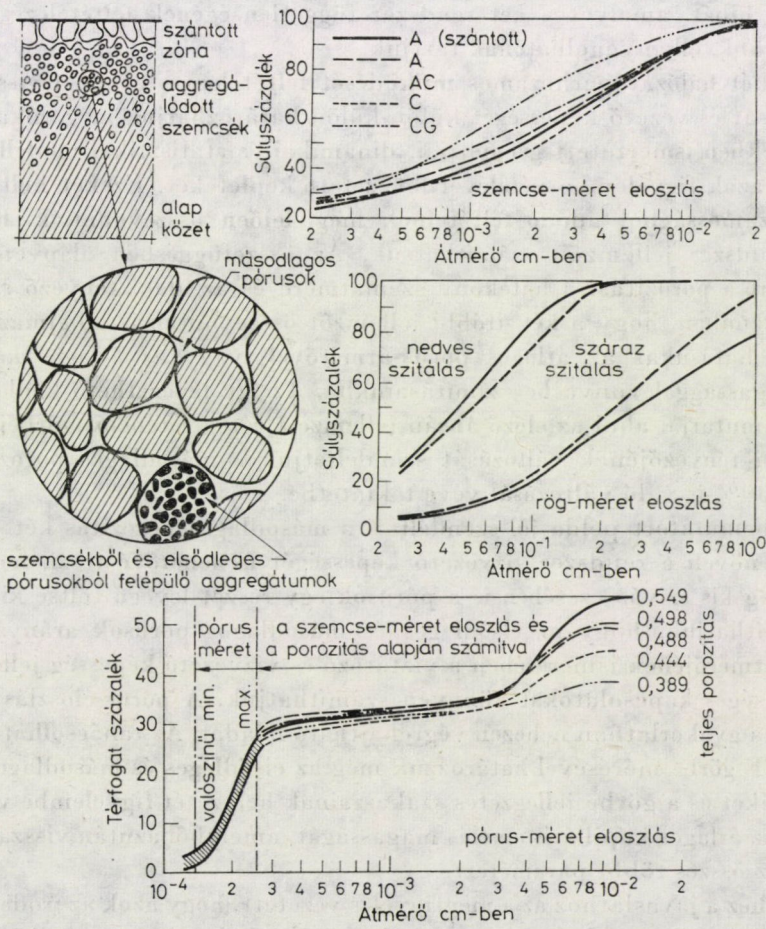 szántott
zóna
aggregá-
lódott
szemcsék
alap
kőzet
másodlagos
pórusok
szemcsékből és elsődleges
pórusokból felépülő aggregátumok
Súlyszázalék
100
80
60
40
20
A (szántott)
A
AC
C
CG
szemcse-méret eloszlás
2 3 4 5 6 7 8 10⁻³ 2 3 4 5 6 7 8 10⁻² 2
Átmérő cm-ben
Súlyszázalék
100
80
60
40
20
0
nedves
szitálás
száraz
szitálás
rög-méret eloszlás
2 3 4 5 6 7 8 10⁻¹ 2 3 4 5 6 7 8 10⁰
Átmérő cm-ben
Térfogat százalék
50
40
30
20
10
0
pórus
méret
valószínű min.
max.
a szemcse-méret eloszlás és
a porozitás alapján számítva
0,549
0,498
0,488
0,444
0,389
teljes porozitás
pórus-méret eloszlás
10⁻⁴ 2 3 4 5 6 7 8 10⁻³ 2 3 4 5 6 7 8 10⁻² 2
Átmérő cm-ben